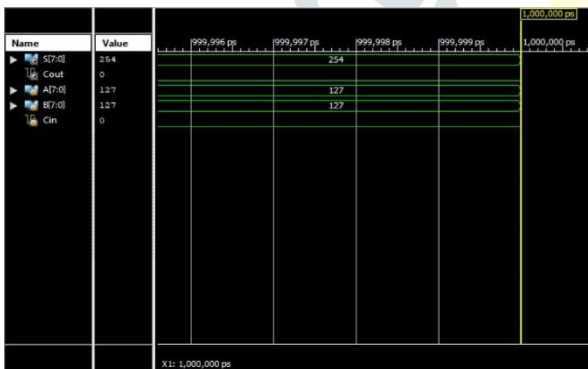 1,000,000 ps
Name Value
999,996 ps 999,997 ps 999,998 ps 999,999 ps 1,000,000 ps
S[7:0] 254 254
Cout 0
A[7:0] 127 127
B[7:0] 127 127
Cin 0
X1: 1,000,000 ps